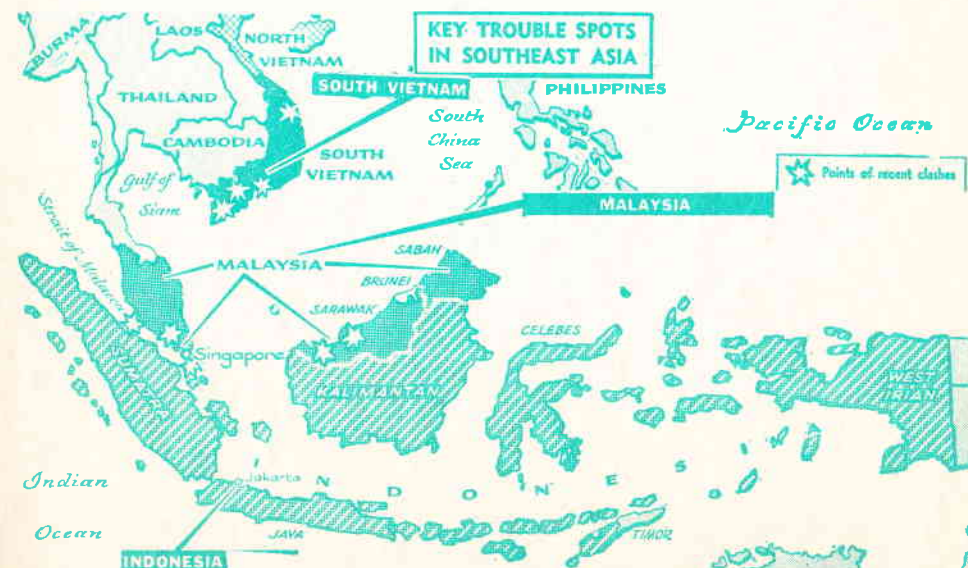 KEY TROUBLE SPOTS
IN SOUTHEAST ASIA
BURMA
LAOS
NORTH
VIETNAM
THAILAND
SOUTH VIETNAM
PHILIPPINES
South
China
Sea
Pacific Ocean
CAMBODIA
SOUTH
VIETNAM
Points of recent clashes
Gulf of
Siam
MALAYSIA
Strait of Malacca
SABAH
MALAYSIA
BRUNEI
SARAWAK
Singapore
CELEBES
SUMATRA
KALIMANTAN
WEST
IRIAN
Indian
Ocean
Jakarta
I N D O N E S I A
JAVA
TIMOR
INDONESIA